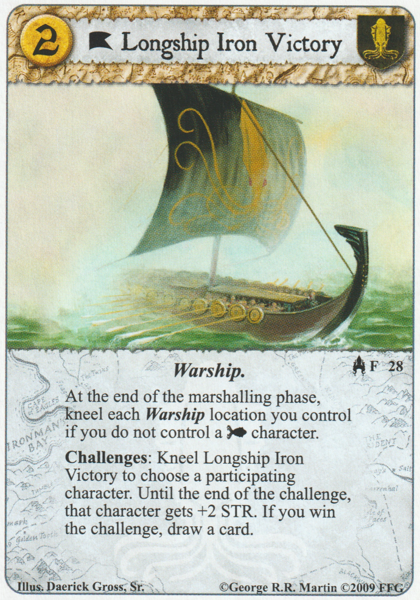 2
Longship Iron Victory
Warship.
F 28
At the end of the marshalling phase,
kneel each Warship location you control
if you do not control a character.
Challenges: Kneel Longship Iron
Victory to choose a participating
character. Until the end of the challenge,
that character gets +2 STR. If you win
the challenge, draw a card.
IRONMAN
BAY
Illus. Daerick Gross, Sr.
©George R.R. Martin ©2009 FFG